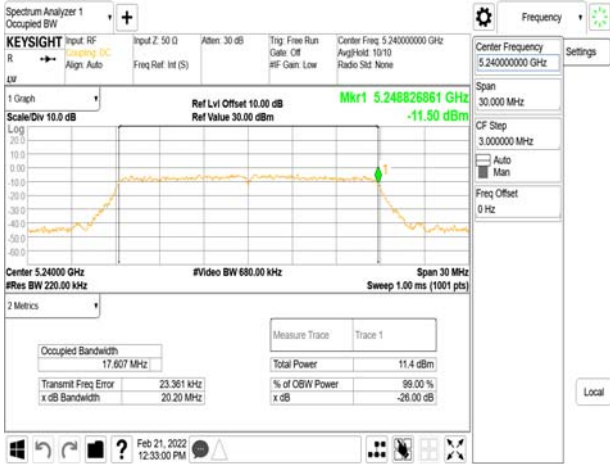 Spectrum Analyzer 1
Occupied BW
Frequency
KEYSIGHT Input: RF
R
Coupling: DC
Align: Auto
LW
Input Z: 50 Ω
Freq Ref: Int (S)
Atten: 30 dB
Trig: Free Run
Gate: Off
#IF Gain: Low
Center Freq: 5.240000000 GHz
Avg|Hold: 10/10
Radio Std: None
Center Frequency
5.240000000 GHz
Settings
Span
30.000 MHz
CF Step
3.000000 MHz
Auto
Man
Freq Offset
0 Hz
Local
1 Graph
Scale/Div 10.0 dB
Ref Lvl Offset 10.00 dB
Ref Value 30.00 dBm
Mkr1 5.248826861 GHz
-11.50 dBm
Log
20.0
10.0
0.00
-10.0
-20.0
-30.0
-40.0
-50.0
-60.0
1
Center 5.24000 GHz
#Res BW 220.00 kHz
#Video BW 680.00 kHz
Span 30 MHz
Sweep 1.00 ms (1001 pts)
2 Metrics
Measure Trace Trace 1
Occupied Bandwidth
17.607 MHz
Total Power 11.4 dBm
Transmit Freq Error 23.361 kHz
% of OBW Power 99.00 %
x dB Bandwidth 20.20 MHz
x dB -26.00 dB
Feb 21, 2022
12:33:00 PM